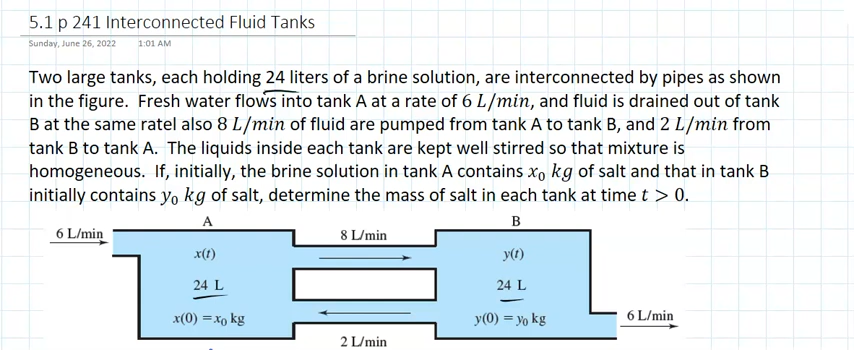 5.1 p 241 Interconnected Fluid Tanks
Sunday, June 26, 2022 1:01 AM
Two large tanks, each holding 24 liters of a brine solution, are interconnected by pipes as shown
in the figure. Fresh water flows into tank A at a rate of 6 L/min, and fluid is drained out of tank
B at the same ratel also 8 L/min of fluid are pumped from tank A to tank B, and 2 L/min from
tank B to tank A. The liquids inside each tank are kept well stirred so that mixture is
homogeneous. If, initially, the brine solution in tank A contains x₀ kg of salt and that in tank B
initially contains y₀ kg of salt, determine the mass of salt in each tank at time t > 0.
A B
6 L/min 8 L/min
x(t) y(t)
24 L 24 L
x(0) = x₀ kg y(0) = y₀ kg 6 L/min
2 L/min